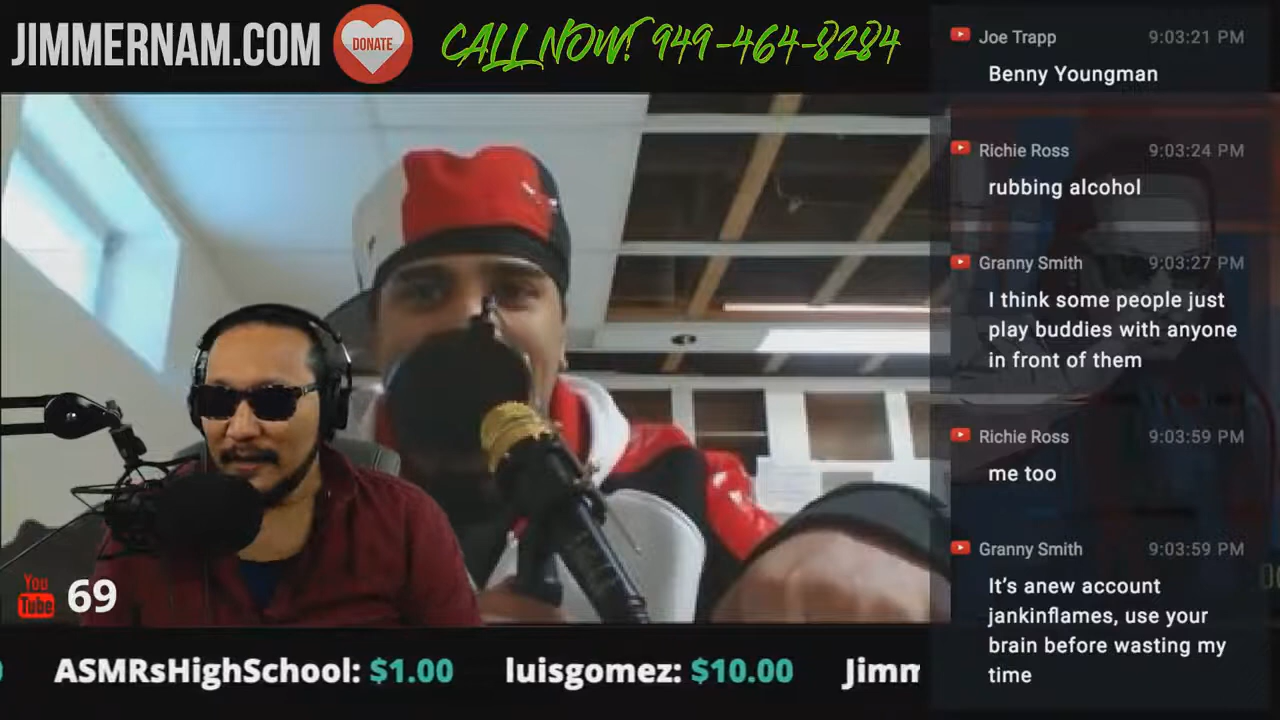 JIMMERNAM.COM
DONATE
CALL NOW! 949-464-8284
Joe Trapp 9:03:21 PM
Benny Youngman
Richie Ross 9:03:24 PM
rubbing alcohol
Granny Smith 9:03:27 PM
I think some people just
play buddies with anyone
in front of them
Richie Ross 9:03:59 PM
me too
Granny Smith 9:03:59 PM
It's anew account
jankinflames, use your
brain before wasting my
time
You
Tube
69
ASMRsHighSchool: $1.00 luisgomez: $10.00 Jimm